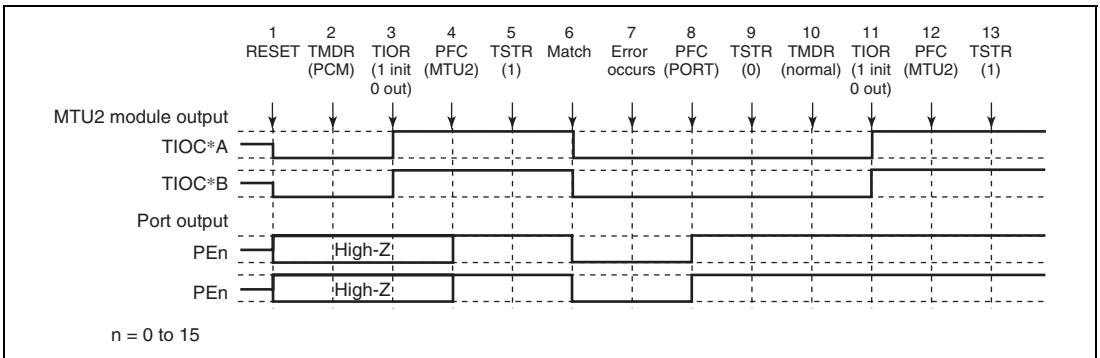 1 2 3 4 5 6 7 8 9 10 11 12 13
RESET TMDR TIOR PFC TSTR Match Error PFC TSTR TMDR TIOR PFC TSTR
(PCM) (1 init (MTU2) (1) occurs (PORT) (0) (normal) (1 init (MTU2) (1)
0 out) 0 out)
MTU2 module output
TIOC*A
TIOC*B
Port output
PEn High-Z
PEn High-Z
n = 0 to 15